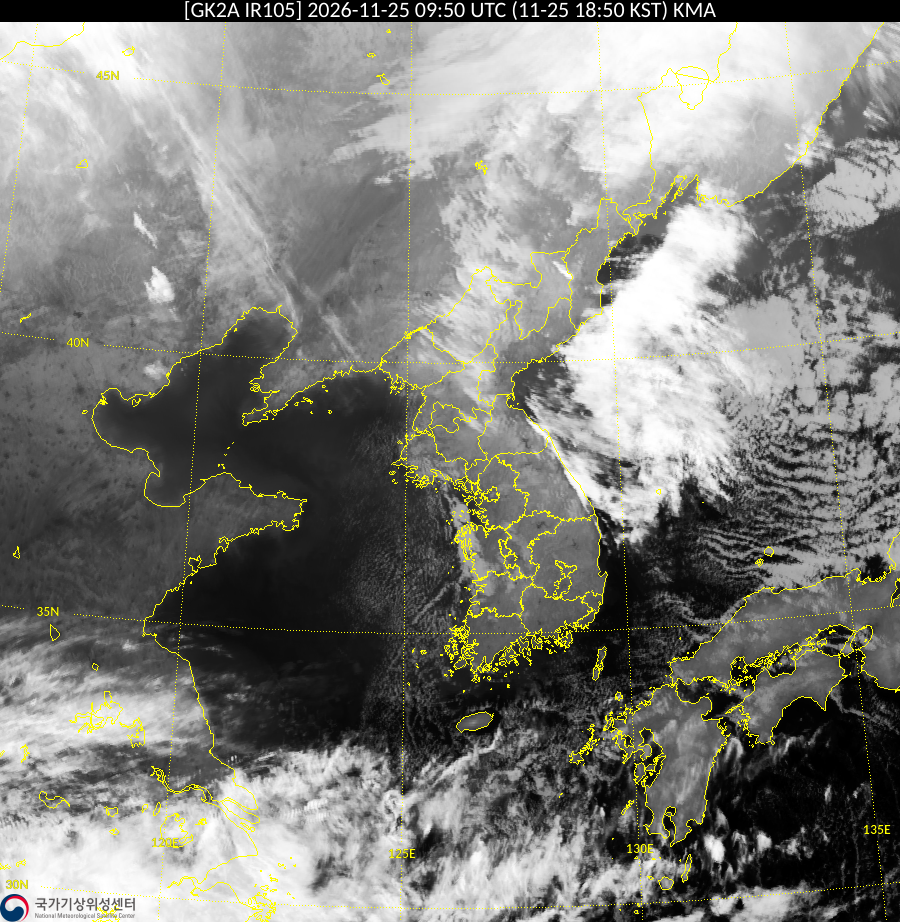 [GK2A IR105] 2026-11-25 09:50 UTC (11-25 18:50 KST) KMA
45N
40N
35N
120E
125E
130E
135E
30N
국가기상위성센터
National Meteorological Satellite Center